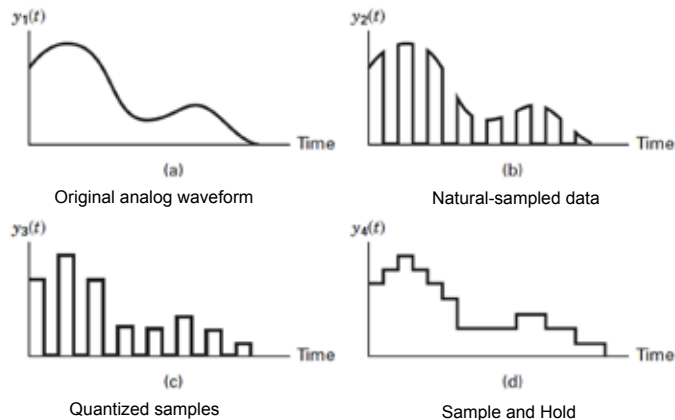 y₁(t)
Time
(a)
Original analog waveform
y₂(t)
Time
(b)
Natural-sampled data
y₃(t)
Time
(c)
Quantized samples
y₄(t)
Time
(d)
Sample and Hold